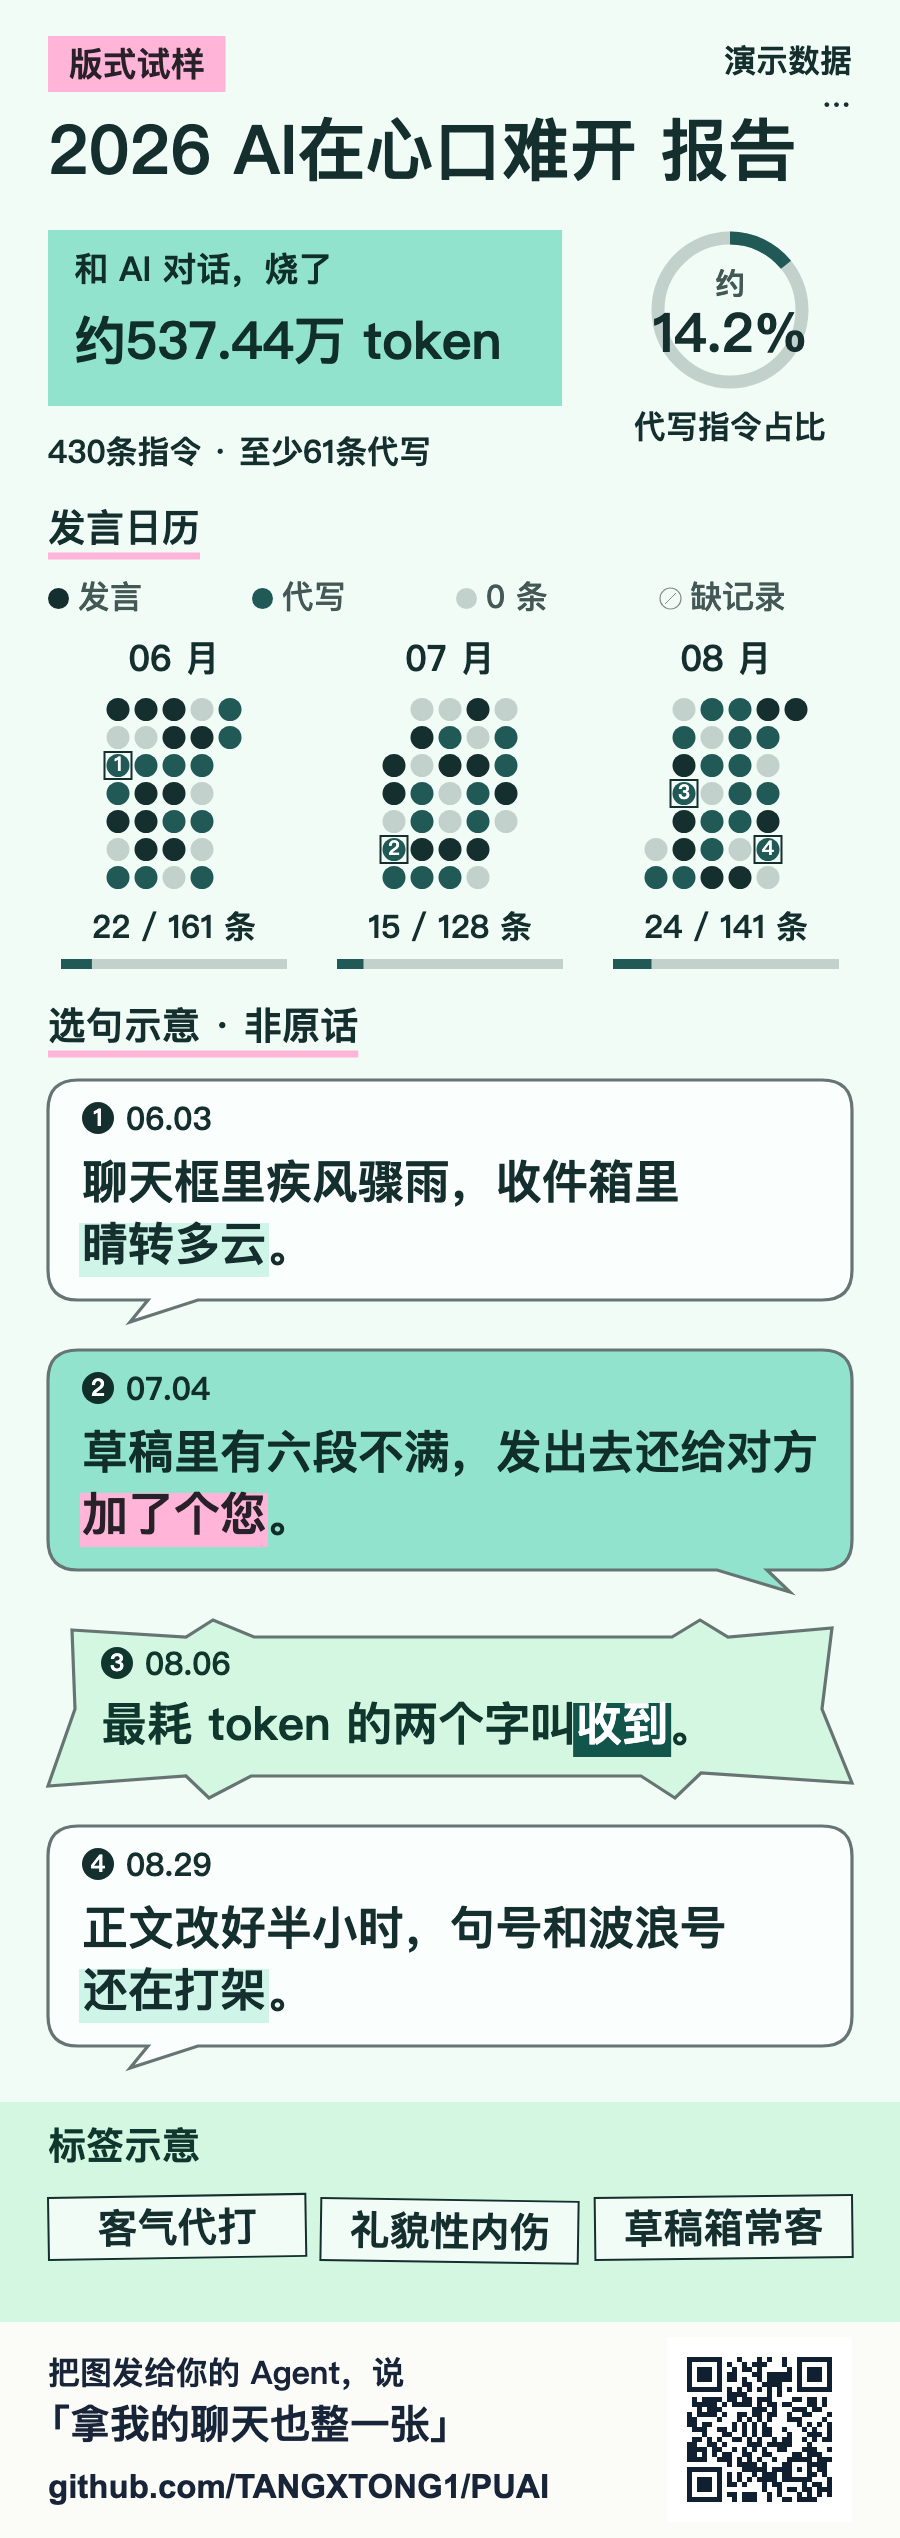 版式试样
演示数据
...
2026 AI在心口难开 报告
和 AI 对话，烧了
约537.44万 token
约
14.2%
代写指令占比
430条指令 · 至少61条代写
发言日历
发言
代写
0 条
缺记录
06 月
07 月
08 月
1
2
3
4
22 / 161 条
15 / 128 条
24 / 141 条
选句示意 · 非原话
1 06.03
聊天框里疾风骤雨，收件箱里
晴转多云。
2 07.04
草稿里有六段不满，发出去还给对方
加了个您。
3 08.06
最耗 token 的两个字叫收到。
4 08.29
正文改好半小时，句号和波浪号
还在打架。
标签示意
客气代打
礼貌性内伤
草稿箱常客
把图发给你的 Agent，说
「拿我的聊天也整一张」
github.com/TANGXTONG1/PUAI